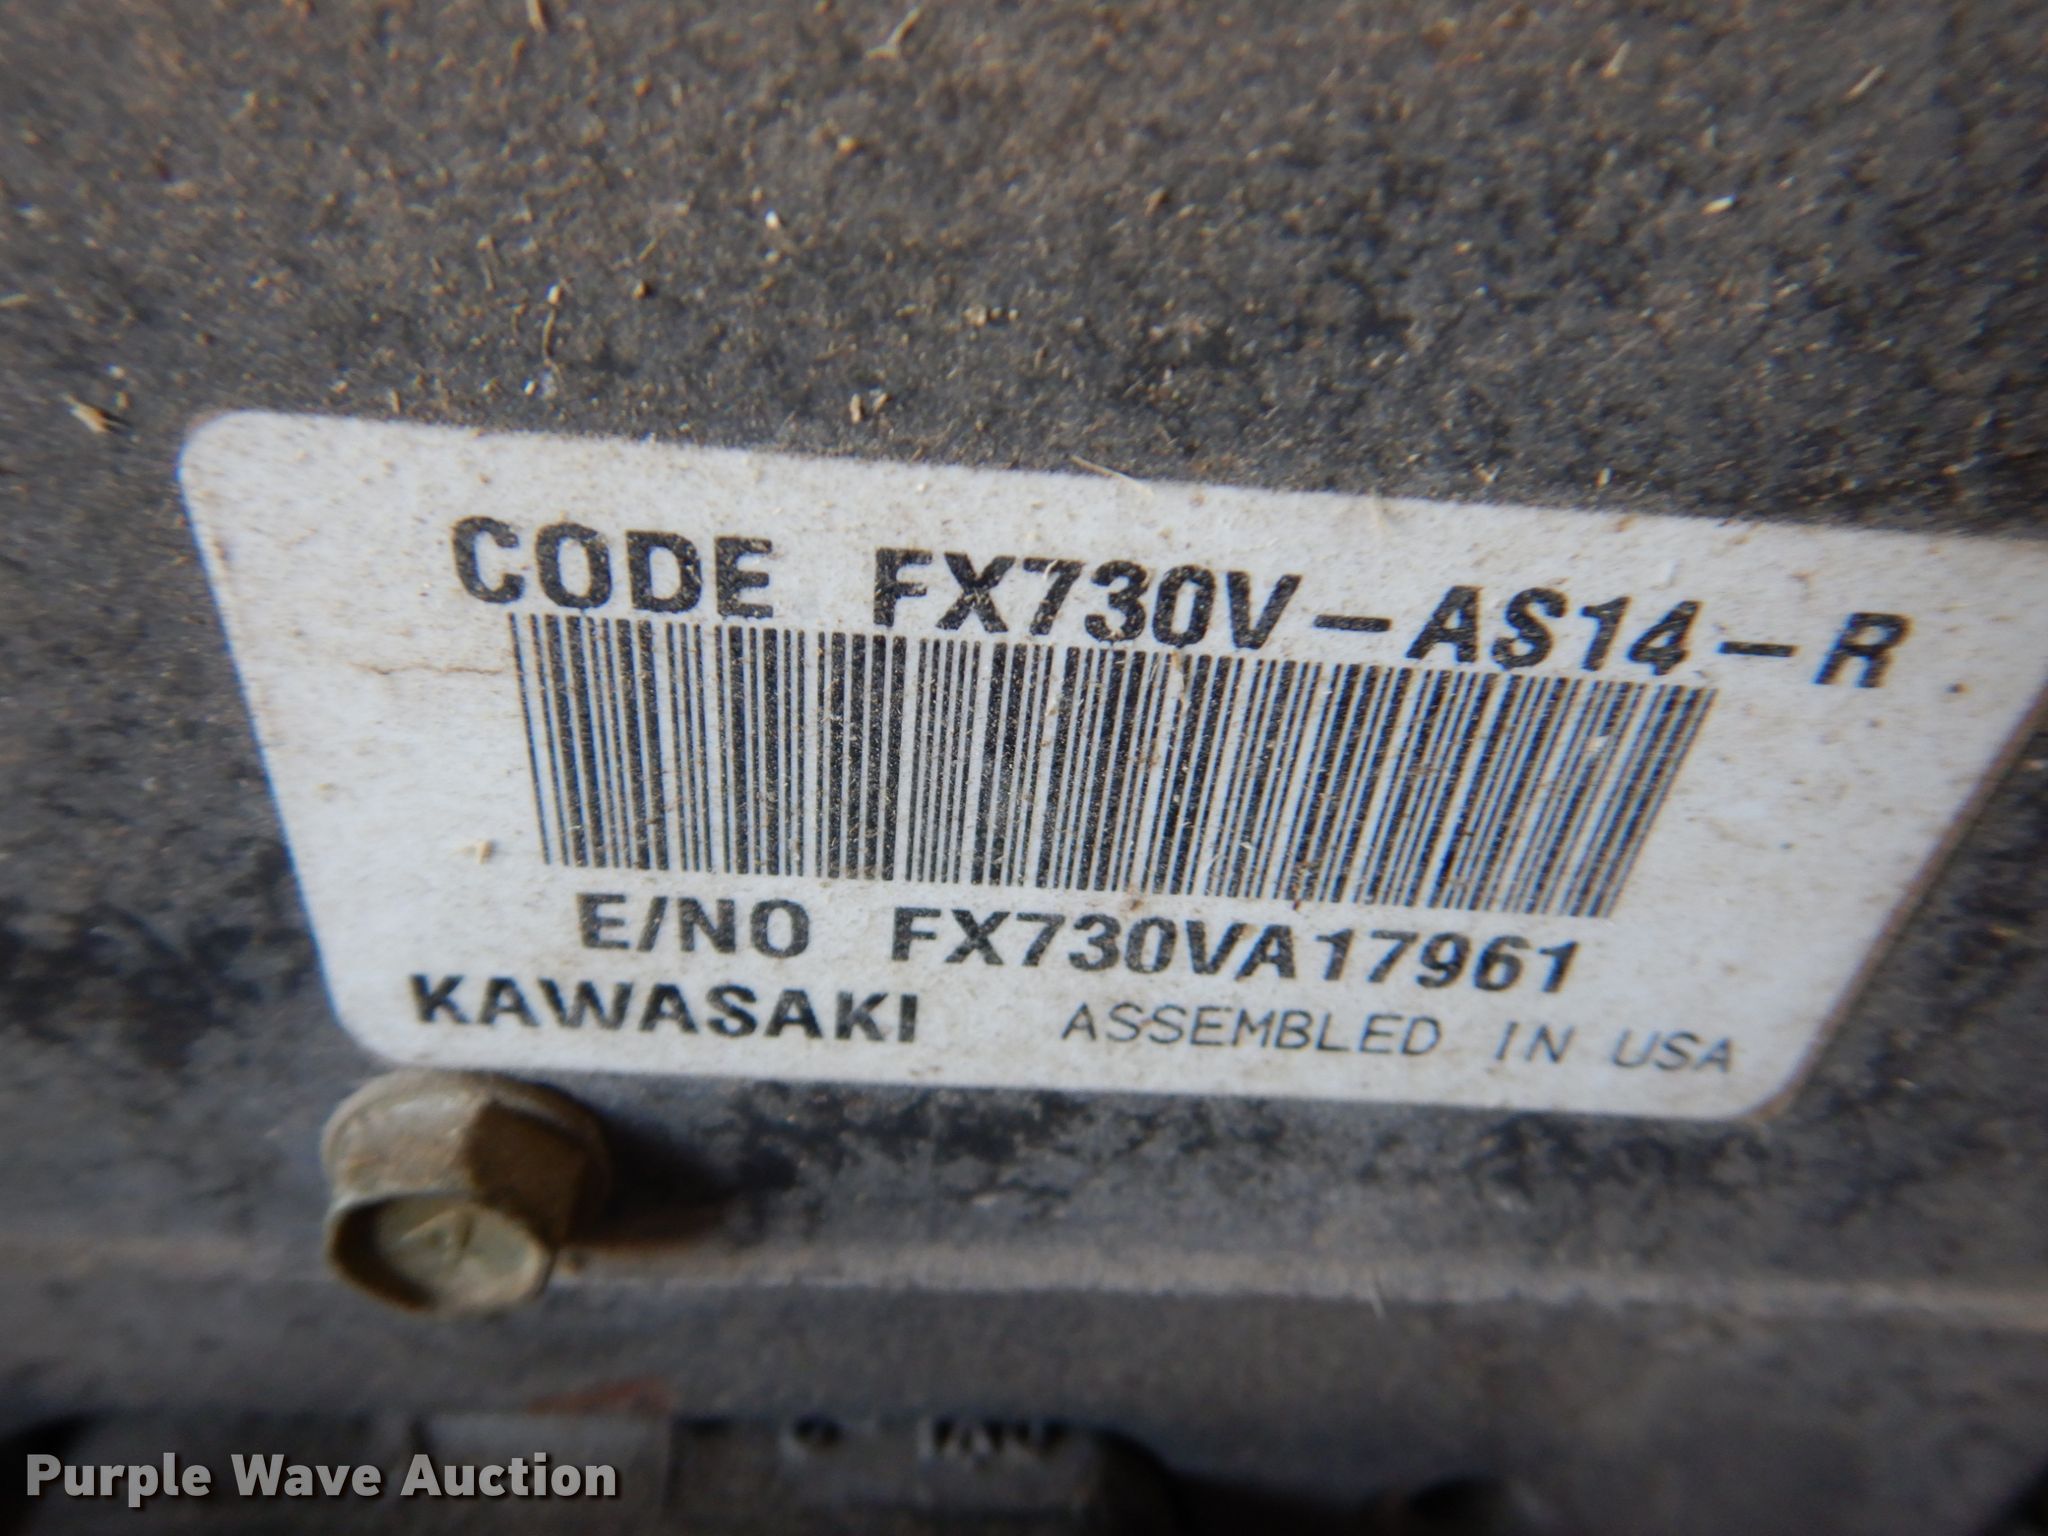 CODE FX730V-AS14-R
E/NO FX730VA17961
KAWASAKI ASSEMBLED IN USA
Purple Wave Auction